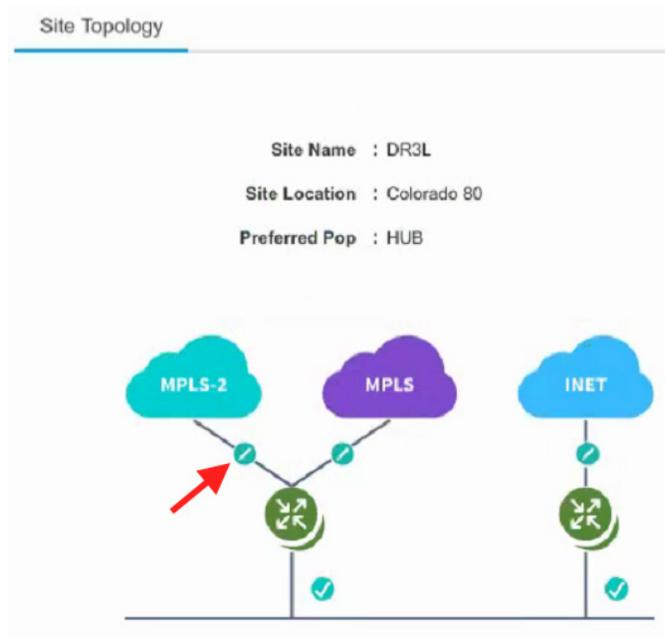 Site Topology
Site Name : DR3L
Site Location : Colorado 80
Preferred Pop : HUB
MPLS-2 MPLS INET